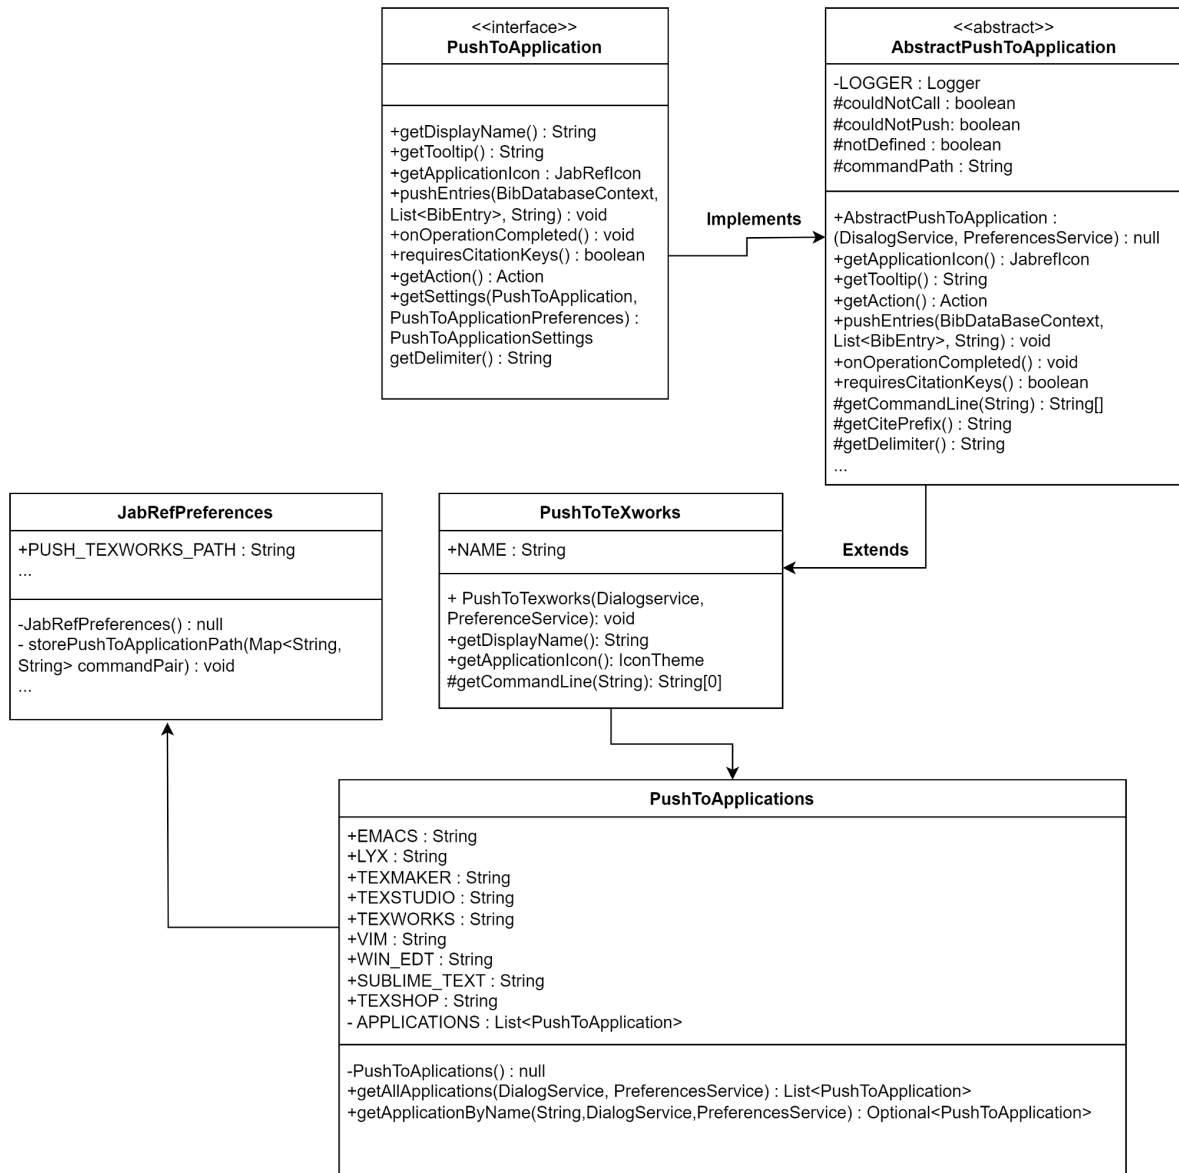 <<interface>>
PushToApplication
+getDisplayName() : String
+getTooltip() : String
+getApplicationIcon : JabRefIcon
+pushEntries(BibDatabaseContext,
List<BibEntry>, String) : void
+onOperationCompleted() : void
+requiresCitationKeys() : boolean
+getAction() : Action
+getSettings(PushToApplication,
PushToApplicationPreferences) :
PushToApplicationSettings
getDelimiter() : String
Implements
<<abstract>>
AbstractPushToApplication
-LOGGER : Logger
#couldNotCall : boolean
#couldNotPush: boolean
#notDefined : boolean
#commandPath : String
+AbstractPushToApplication :
(DisalogService, PreferencesService) : null
+getApplicationIcon() : JabrefIcon
+getTooltip() : String
+getAction() : Action
+pushEntries(BibDataBaseContext,
List<BibEntry>, String) : void
+onOperationCompleted() : void
+requiresCitationKeys() : boolean
#getCommandLine(String) : String[]
#getCitePrefix() : String
#getDelimiter() : String
...
Extends
JabRefPreferences
+PUSH_TEXWORKS_PATH : String
...
-JabRefPreferences() : null
- storePushToApplicationPath(Map<String,
String> commandPair) : void
...
PushToTeXworks
+NAME : String
+ PushToTexworks(Dialogservice,
PreferenceService): void
+getDisplayName(): String
+getApplicationIcon(): IconTheme
#getCommandLine(String): String[0]
PushToApplications
+EMACS : String
+LYX : String
+TEXMAKER : String
+TEXSTUDIO : String
+TEXWORKS : String
+VIM : String
+WIN_EDT : String
+SUBLIME_TEXT : String
+TEXSHOP : String
- APPLICATIONS : List<PushToApplication>
-PushToAplications() : null
+getAllApplications(DialogService, PreferencesService) : List<PushToApplication>
+getApplicationByName(String,DialogService,PreferencesService) : Optional<PushToApplication>